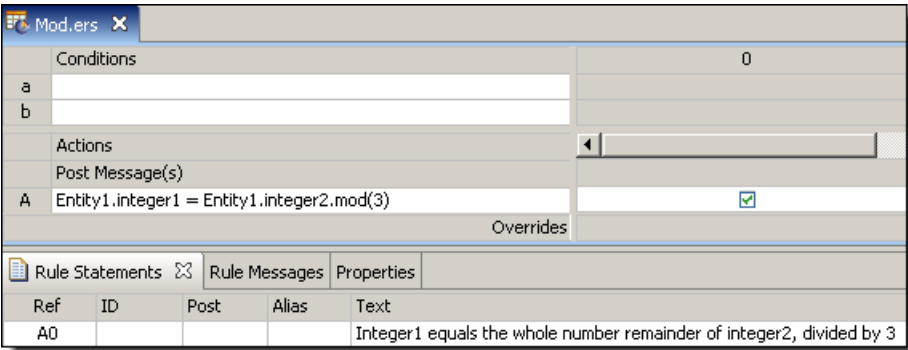 Mod.ers
Conditions 0
a
b
Actions
Post Message(s)
A Entity1.integer1 = Entity1.integer2.mod(3)
Overrides
Rule Statements Rule Messages Properties
Ref ID Post Alias Text
A0 Integer1 equals the whole number remainder of integer2, divided by 3